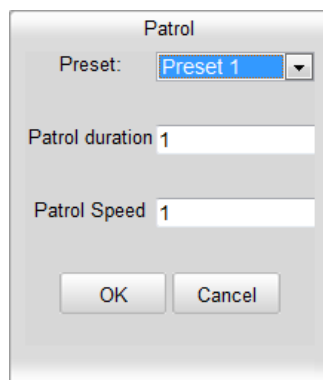 Patrol
Preset: Preset 1
Patrol duration 1
Patrol Speed 1
OK Cancel